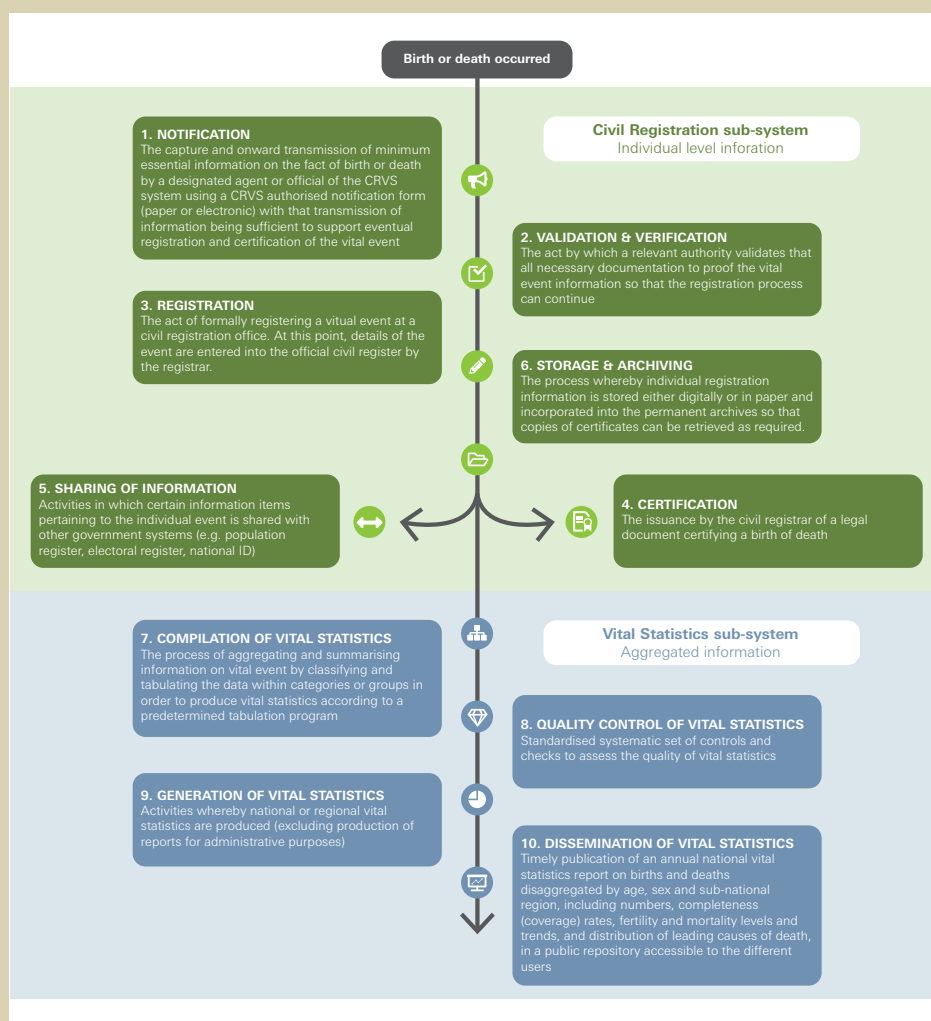 Birth or death occurred
1. NOTIFICATION
The capture and onward transmission of minimum
essential information on the fact of birth or death
by a designated agent or official of the CRVS
system using a CRVS authorised notification form
(paper or electronic) with that transmission of
information being sufficient to support eventual
registration and certification of the vital event
Civil Registration sub-system
Individual level inforation
2. VALIDATION & VERIFICATION
The act by which a relevant authority validates that
all necessary documentation to proof the vital
event information so that the registration process
can continue
3. REGISTRATION
The act of formally registering a vitual event at a
civil registration office. At this point, details of the
event are entered into the official civil register by
the registrar.
6. STORAGE & ARCHIVING
The process whereby individual registration
information is stored either digitally or in paper and
incorporated into the permanent archives so that
copies of certificates can be retrieved as required.
5. SHARING OF INFORMATION
Activities in which certain information items
pertaining to the individual event is shared with
other government systems (e.g. population
register, electoral register, national ID)
4. CERTIFICATION
The issuance by the civil registrar of a legal
document certifying a birth of death
7. COMPILATION OF VITAL STATISTICS
The process of aggregating and summarising
information on vital event by classifying and
tabulating the data within categories or groups in
order to produce vital statistics according to a
predetermined tabulation program
Vital Statistics sub-system
Aggregated information
8. QUALITY CONTROL OF VITAL STATISTICS
Standardised systematic set of controls and
checks to assess the quality of vital statistics
9. GENERATION OF VITAL STATISTICS
Activities whereby national or regional vital
statistics are produced (excluding production of
reports for administrative purposes)
10. DISSEMINATION OF VITAL STATISTICS
Timely publication of an annual national vital
statistics report on births and deaths
disaggregated by age, sex and sub-national
region, including numbers, completeness
(coverage) rates, fertility and mortality levels and
trends, and distribution of leading causes of death,
in a public repository accessible to the different
users